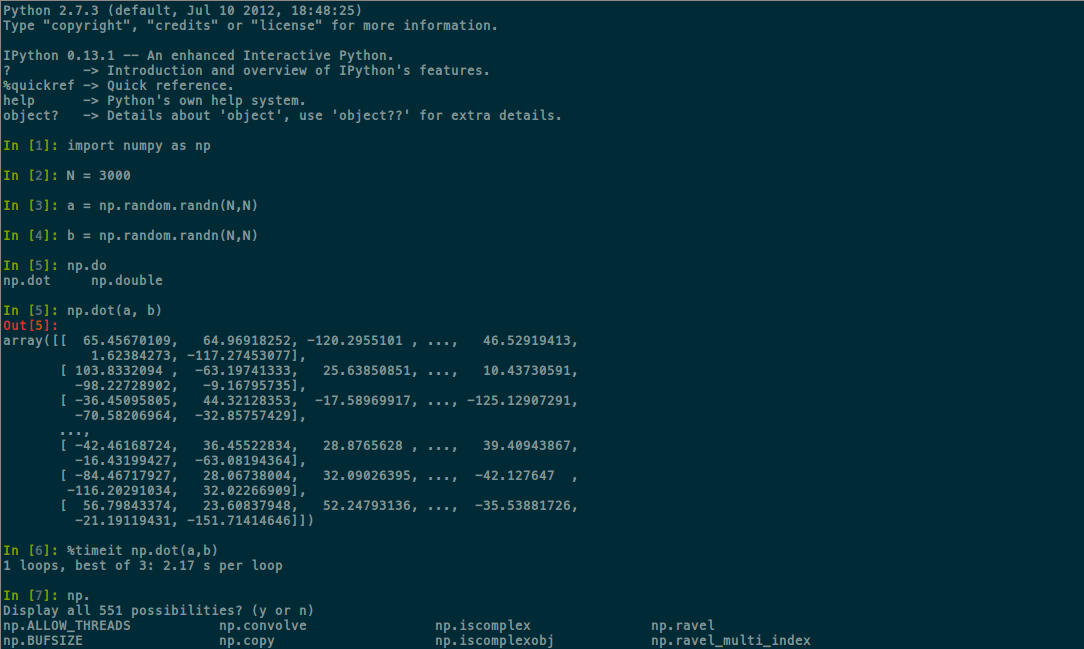 Python 2.7.3 (default, Jul 10 2012, 18:48:25)
Type "copyright", "credits" or "license" for more information.
IPython 0.13.1 -- An enhanced Interactive Python.
?         -> Introduction and overview of IPython's features.
%quickref -> Quick reference.
help      -> Python's own help system.
object?   -> Details about 'object', use 'object??' for extra details.
In [1]: import numpy as np
In [2]: N = 3000
In [3]: a = np.random.randn(N,N)
In [4]: b = np.random.randn(N,N)
In [5]: np.do
np.dot     np.double
In [5]: np.dot(a, b)
Out[5]:
array([[  65.45670109,   64.96918252, -120.2955101 , ...,   46.52919413,
           1.62384273, -117.27453077],
       [ 103.8332094 ,  -63.19741333,   25.63850851, ...,   10.43730591,
         -98.22728902,   -9.16795735],
       [ -36.45095805,   44.32128353,  -17.58969917, ..., -125.12907291,
         -70.58206964,  -32.85757429],
       ...,
       [ -42.46168724,   36.45522834,   28.8765628 , ...,   39.40943867,
         -16.43199427,  -63.08194364],
       [ -84.46717927,   28.06738004,   32.09026395, ...,  -42.127647  ,
        -116.20291034,   32.02266909],
       [  56.79843374,   23.60837948,   52.24793136, ...,  -35.53881726,
         -21.19119431, -151.71414646]])
In [6]: %timeit np.dot(a,b)
1 loops, best of 3: 2.17 s per loop
In [7]: np.
Display all 551 possibilities? (y or n)
np.ALLOW_THREADS           np.convolve                np.iscomplex               np.ravel
np.BUFSIZE                 np.copy                    np.iscomplexobj            np.ravel_multi_index